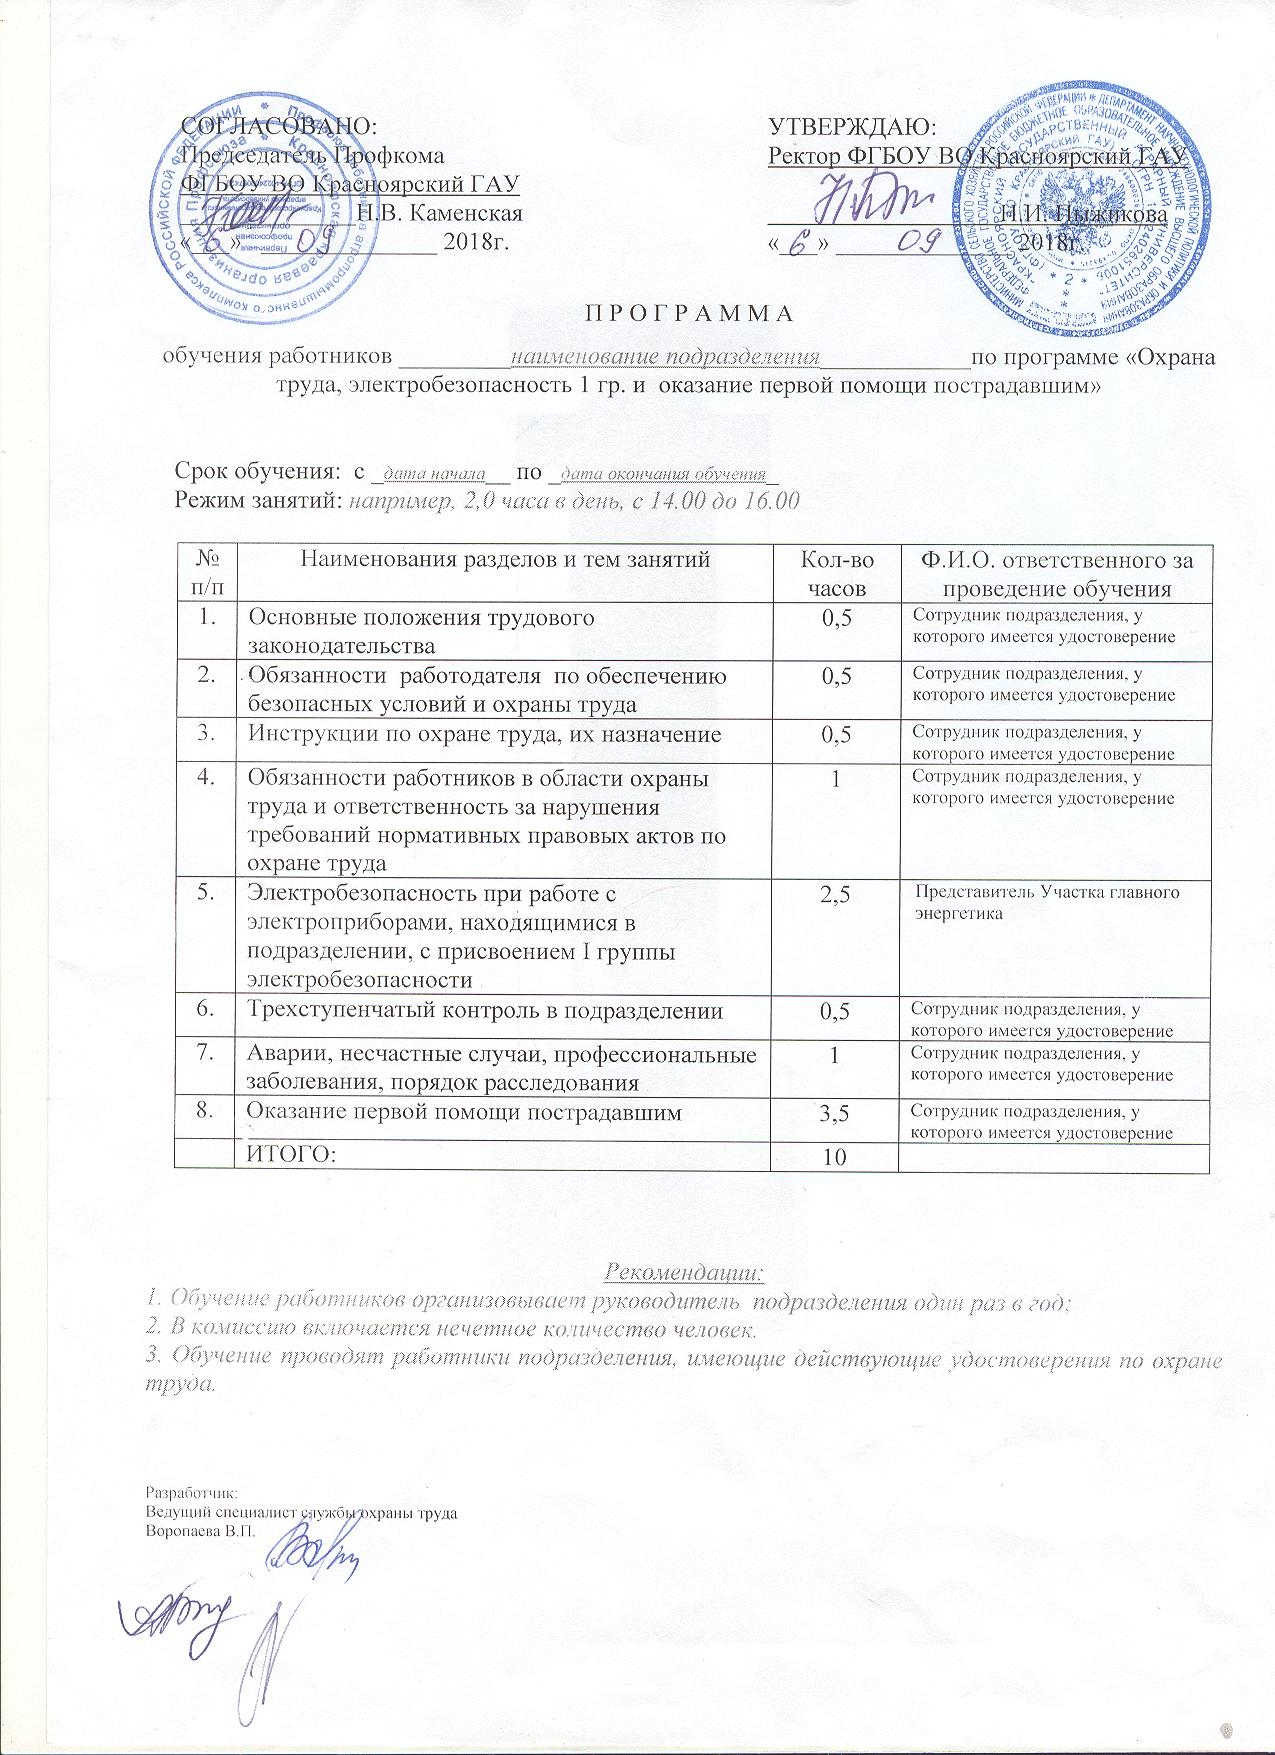 СОГЛАСОВАНО:
Председатель Профкома
ФГБОУ ВО Красноярский ГАУ
Н.В. Каменская
« 6 » 09 2018г.
УТВЕРЖДАЮ:
Ректор ФГБОУ ВО Красноярский ГАУ
Н.И. Пыжикова
« 6 » 09 2018г.
П Р О Г Р А М М А
обучения работников _________наименование подразделения____________по программе «Охрана
труда, электробезопасность 1 гр. и оказание первой помощи пострадавшим»
Срок обучения: с _дата начала__ по _дата окончания обучения_
Режим занятий: например, 2,0 часа в день, с 14.00 до 16.00
№ п/п Наименования разделов и тем занятий Кол-во часов Ф.И.О. ответственного за проведение обучения
1. Основные положения трудового законодательства 0,5 Сотрудник подразделения, у которого имеется удостоверение
2. Обязанности работодателя по обеспечению безопасных условий и охраны труда 0,5 Сотрудник подразделения, у которого имеется удостоверение
3. Инструкции по охране труда, их назначение 0,5 Сотрудник подразделения, у которого имеется удостоверение
4. Обязанности работников в области охраны труда и ответственность за нарушения требований нормативных правовых актов по охране труда 1 Сотрудник подразделения, у которого имеется удостоверение
5. Электробезопасность при работе с электроприборами, находящимися в подразделении, с присвоением I группы электробезопасности 2,5 Представитель Участка главного энергетика
6. Трехступенчатый контроль в подразделении 0,5 Сотрудник подразделения, у которого имеется удостоверение
7. Аварии, несчастные случаи, профессиональные заболевания, порядок расследования 1 Сотрудник подразделения, у которого имеется удостоверение
8. Оказание первой помощи пострадавшим 3,5 Сотрудник подразделения, у которого имеется удостоверение
ИТОГО: 10
Рекомендации:
1. Обучение работников организовывает руководитель подразделения один раз в год;
2. В комиссию включается нечетное количество человек.
3. Обучение проводят работники подразделения, имеющие действующие удостоверения по охране
труда.
Разработчик:
Ведущий специалист службы охраны труда
Воропаева В.П.